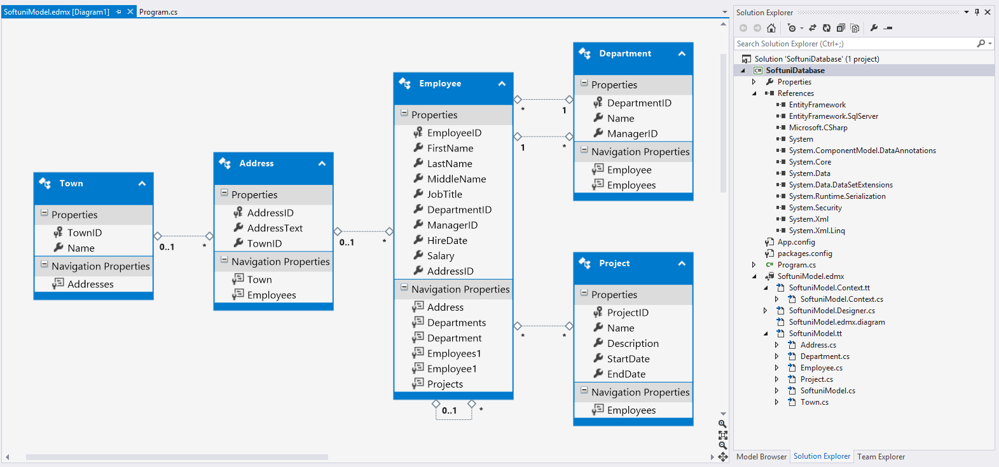 SoftuniModel.edmx [Diagram1]
Program.cs
Town
Properties
TownID
Name
Navigation Properties
Addresses
0..1
*
Address
Properties
AddressID
AddressText
TownID
Navigation Properties
Town
Employees
0..1
*
Employee
Properties
EmployeeID
FirstName
LastName
MiddleName
JobTitle
DepartmentID
ManagerID
HireDate
Salary
AddressID
Navigation Properties
Address
Departments
Department
Employees1
Employee1
Projects
0..1
*
*
1
1
*
*
*
Department
Properties
DepartmentID
Name
ManagerID
Navigation Properties
Employee
Employees
Project
Properties
ProjectID
Name
Description
StartDate
EndDate
Navigation Properties
Employees
Solution Explorer
Search Solution Explorer (Ctrl+;)
Solution 'SoftuniDatabase' (1 project)
C# SoftuniDatabase
Properties
References
EntityFramework
EntityFramework.SqlServer
Microsoft.CSharp
System
System.ComponentModel.DataAnnotations
System.Core
System.Data
System.Data.DataSetExtensions
System.Runtime.Serialization
System.Security
System.Xml
System.Xml.Linq
App.config
packages.config
C# Program.cs
SoftuniModel.edmx
SoftuniModel.Context.tt
SoftuniModel.Context.cs
SoftuniModel.Designer.cs
SoftuniModel.edmx.diagram
SoftuniModel.tt
Address.cs
Department.cs
Employee.cs
Project.cs
SoftuniModel.cs
Town.cs
Model Browser
Solution Explorer
Team Explorer